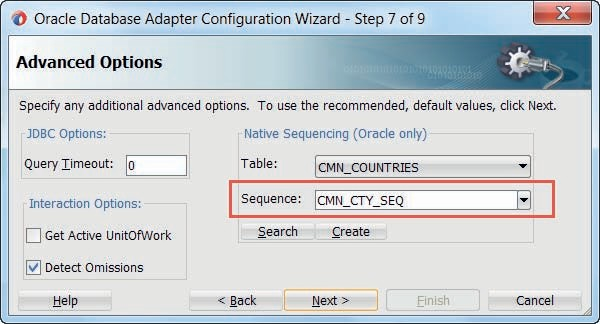 Oracle Database Adapter Configuration Wizard - Step 7 of 9
X
Advanced Options
Specify any additional advanced options. To use the recommended, default values, click Next.
JDBC Options:
Query Timeout: 0
Interaction Options:
Get Active UnitOfWork
Detect Omissions
Native Sequencing (Oracle only)
Table: CMN_COUNTRIES
Sequence: CMN_CTY_SEQ
Search Create
Help < Back Next > Finish Cancel